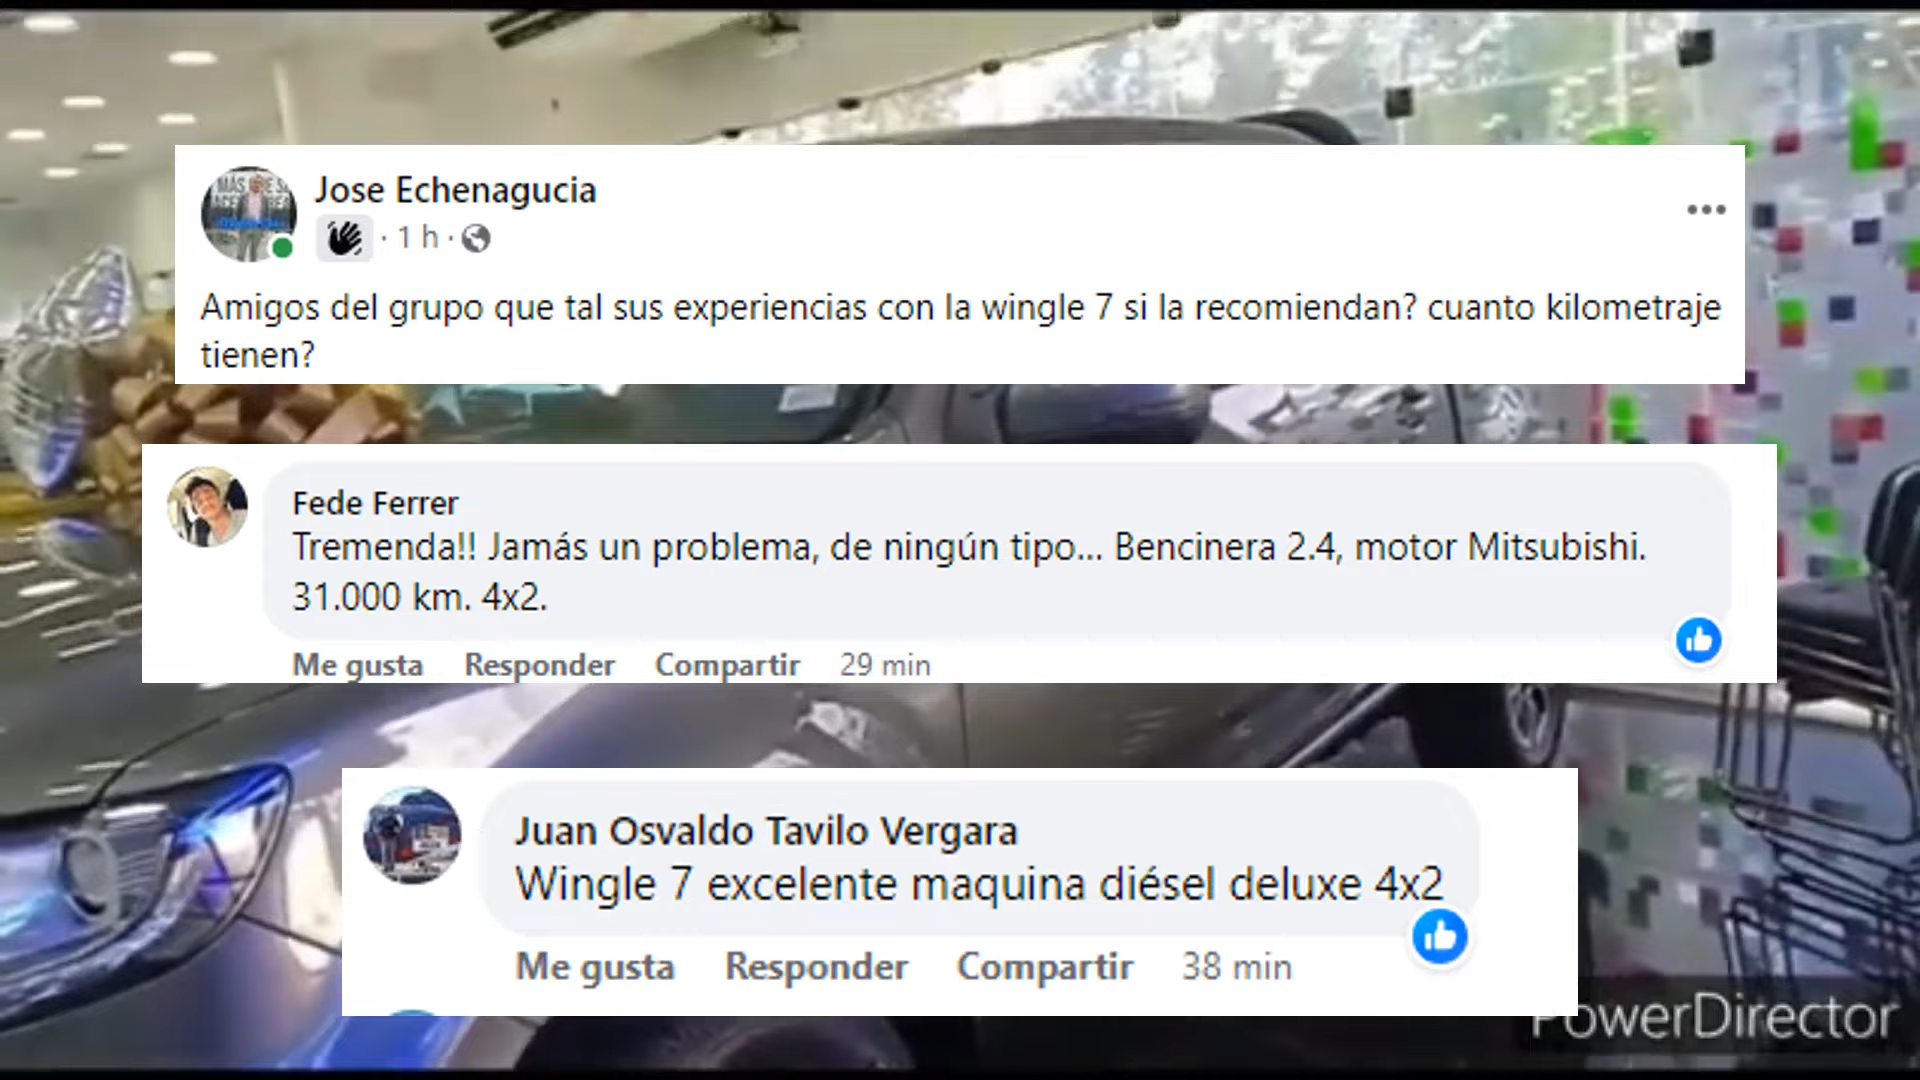 Jose Echenagucia
· 1 h ·
Amigos del grupo que tal sus experiencias con la wingle 7 si la recomiendan? cuanto kilometraje
tienen?
Fede Ferrer
Tremenda!! Jamás un problema, de ningún tipo... Bencinera 2.4, motor Mitsubishi.
31.000 km. 4x2.
Me gusta Responder Compartir 29 min
Juan Osvaldo Tavilo Vergara
Wingle 7 excelente maquina diésel deluxe 4x2
Me gusta Responder Compartir 38 min
PowerDirector